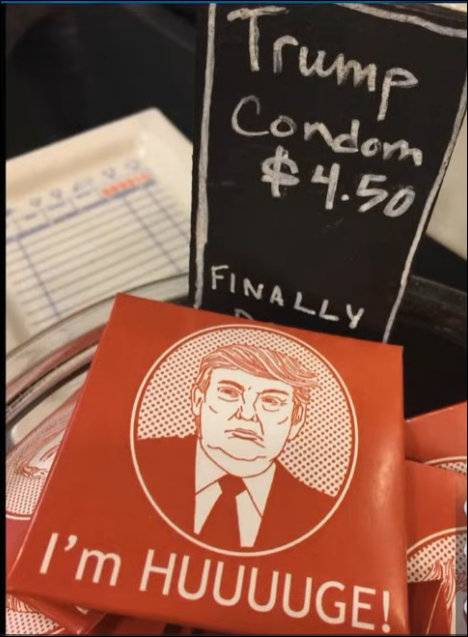 Trump
Condom
$4.50
FINALLY
I'm HUUUUGE!